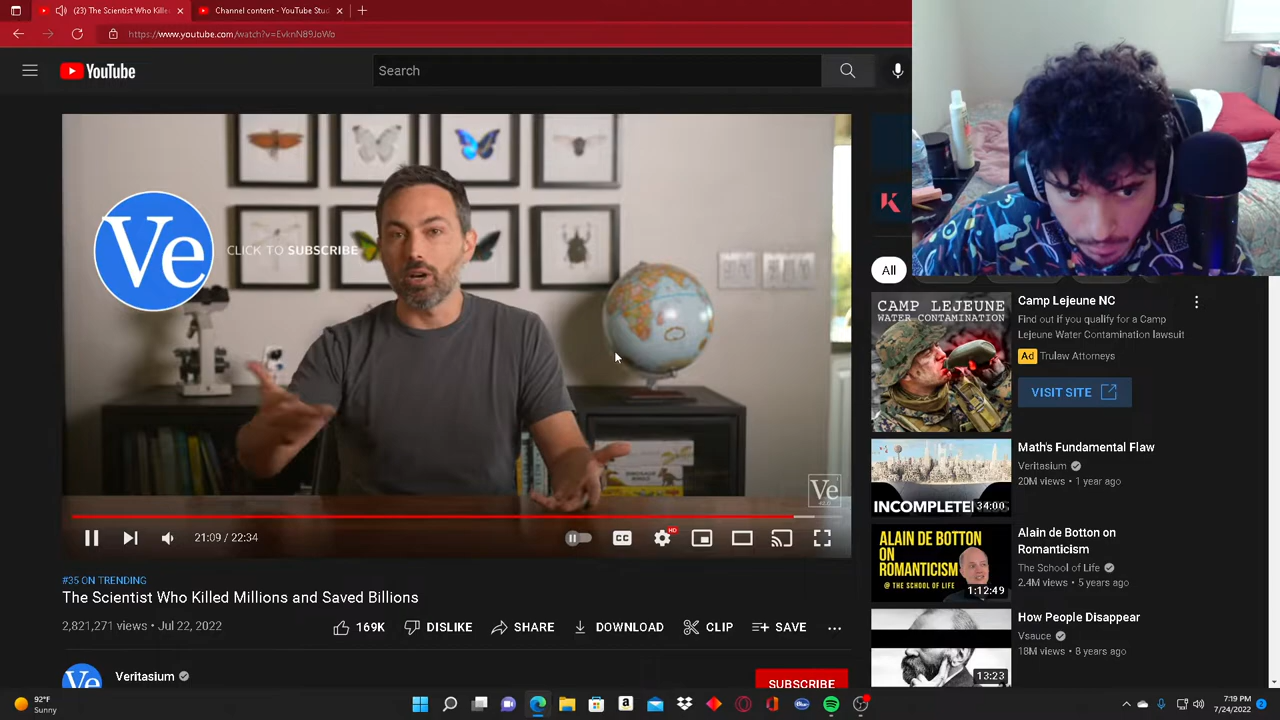 (23) The Scientist Who Kille
Channel content - YouTube Stud
https://www.youtube.com/watch?v=EvknN89JoWo
YouTube
Search
Ve
CLICK TO SUBSCRIBE
Ve
21:09 / 22:34
CC
HD
#35 ON TRENDING
The Scientist Who Killed Millions and Saved Billions
2,821,271 views • Jul 22, 2022
169K
DISLIKE
SHARE
DOWNLOAD
CLIP
SAVE
Ve
Veritasium
SUBSCRIBE
K
All
CAMP LEJEUNE
WATER CONTAMINATION
Camp Lejeune NC
Find out if you qualify for a Camp
Lejeune Water Contamination lawsuit
Ad Trulaw Attorneys
VISIT SITE
INCOMPLETE
34:00
Math's Fundamental Flaw
Veritasium
20M views • 1 year ago
ALAIN DE BOTTON
ON
ROMANTICISM
@ THE SCHOOL OF LIFE
1:12:49
Alain de Botton on
Romanticism
The School of Life
2.4M views • 5 years ago
13:23
How People Disappear
Vsauce
18M views • 8 years ago
92°F
Sunny
7:19 PM
7/24/2022
2